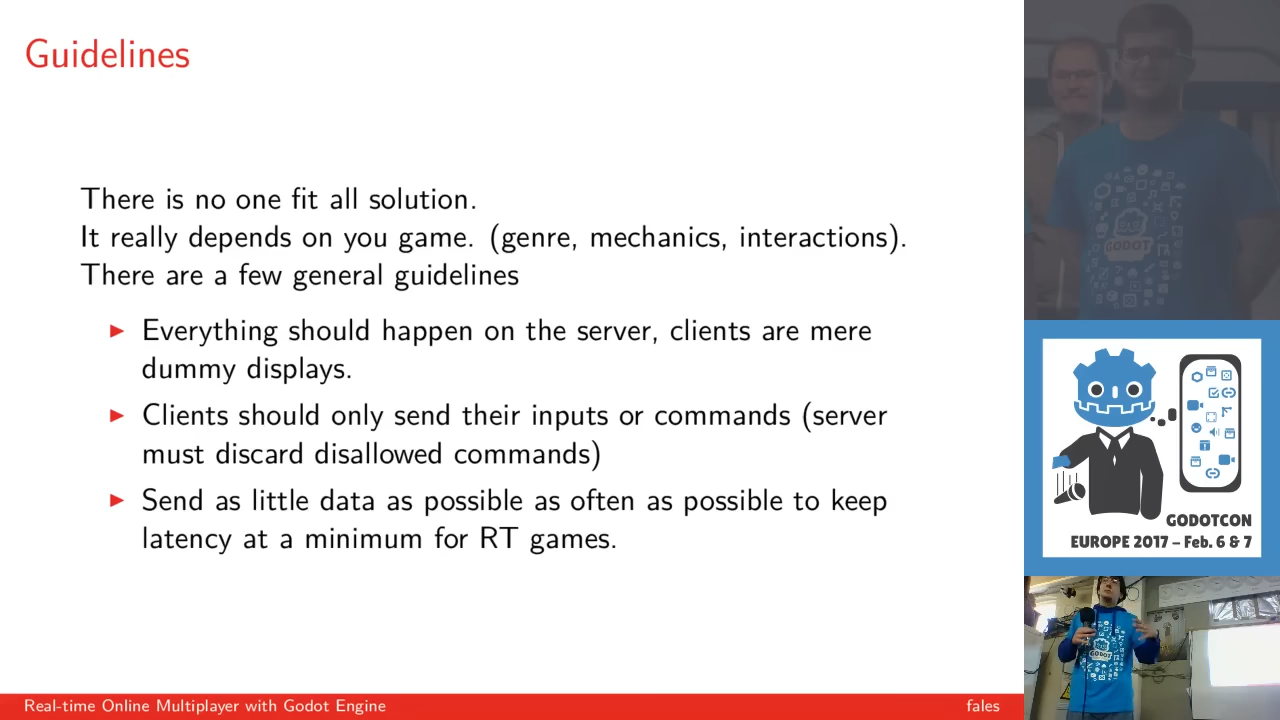 Guidelines
There is no one fit all solution.
It really depends on you game. (genre, mechanics, interactions).
There are a few general guidelines
Everything should happen on the server, clients are mere
dummy displays.
Clients should only send their inputs or commands (server
must discard disallowed commands)
Send as little data as possible as often as possible to keep
latency at a minimum for RT games.
Real-time Online Multiplayer with Godot Engine
fales
GODOT
GODOTCON
EUROPE 2017 – Feb. 6 & 7
GODOT